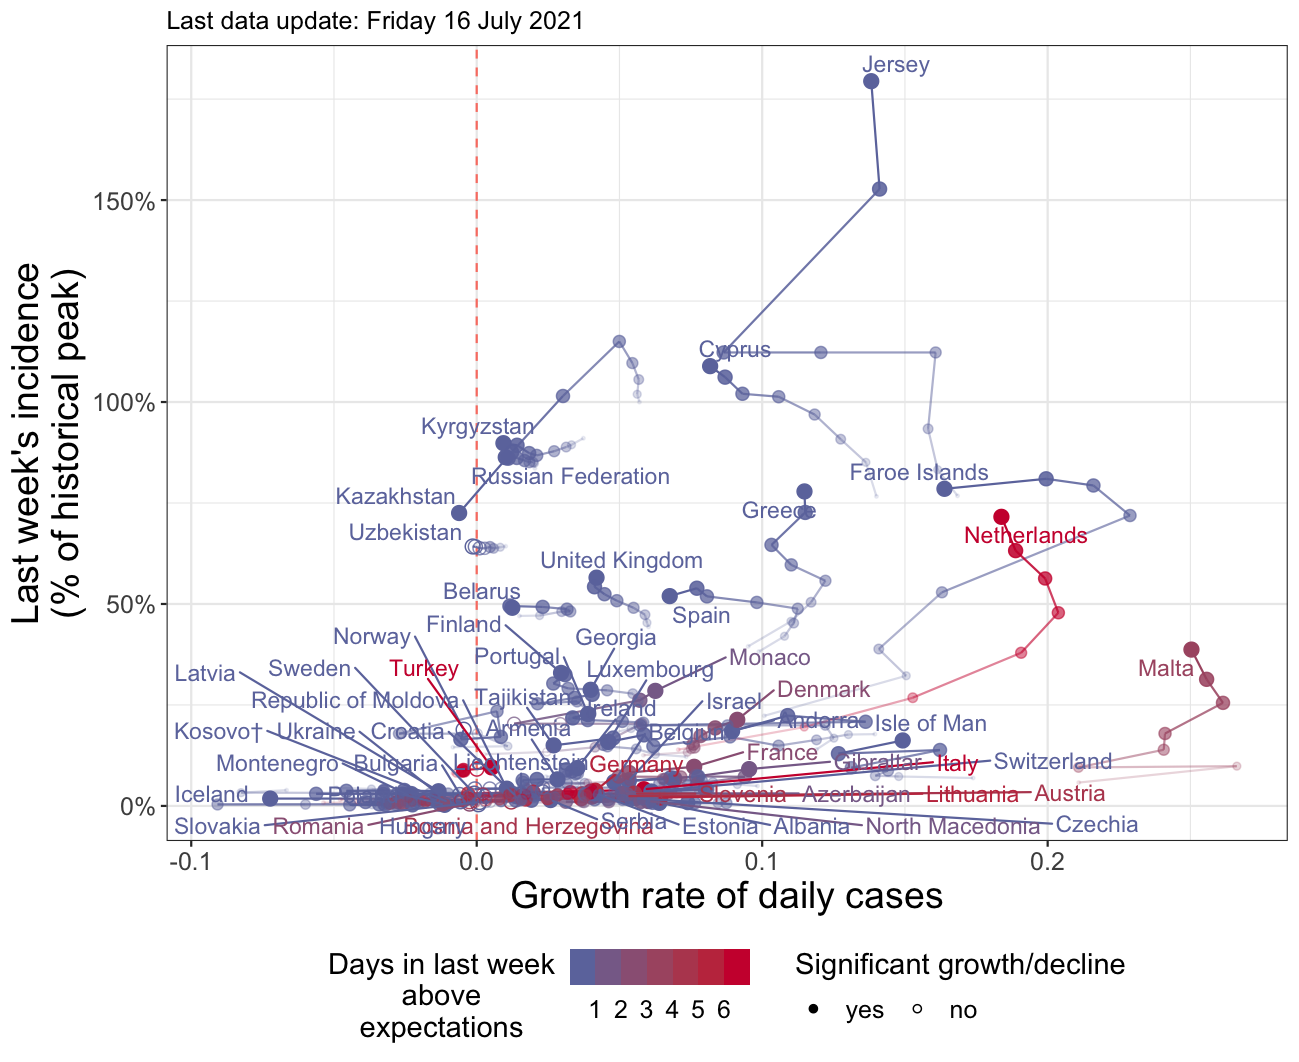 Last data update: Friday 16 July 2021
Last week's incidence
(% of historical peak)
150%
100%
50%
0%
Jersey
Cyprus
Kyrgyzstan
Russian Federation
Faroe Islands
Kazakhstan
Greece
Uzbekistan
Netherlands
United Kingdom
Belarus
Spain
Finland
Norway
Georgia
Portugal
Monaco
Latvia
Sweden
Turkey
Luxembourg
Malta
Denmark
Republic of Moldova
Tajikistan
Ireland
Israel
Andorra
Isle of Man
Kosovo†
Ukraine
Croatia
Armenia
Belgium
France
Montenegro
Bulgaria
Liechtenstein
Germany
Gibraltar
Italy
Switzerland
Iceland
Slovenia
Azerbaijan
Lithuania
Austria
Slovakia
Romania
Hungary
Bosnia and Herzegovina
Serbia
Estonia
Albania
North Macedonia
Czechia
-0.1
0.0
0.1
0.2
Growth rate of daily cases
Days in last week
above
expectations
1 2 3 4 5 6
Significant growth/decline
yes
no